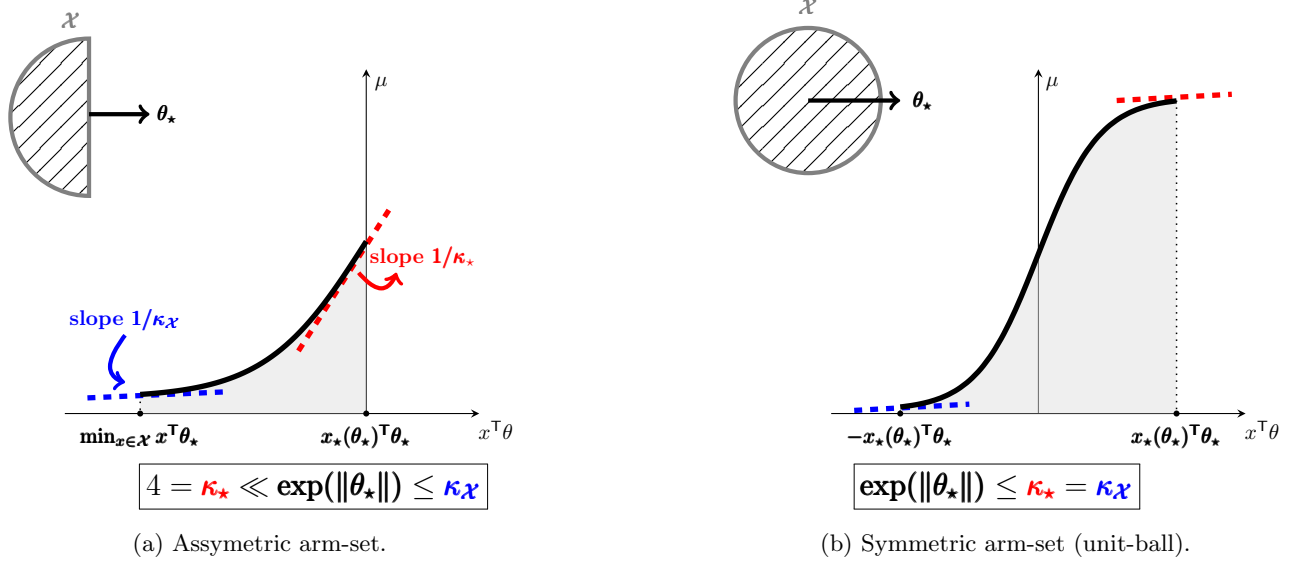 𝒳
θ⋆
μ
slope 1/κ⋆
slope 1/κ𝒳
min_{x∈𝒳} xᵀθ⋆
x⋆(θ⋆)ᵀθ⋆
xᵀθ
4 = κ⋆ ≪ exp(‖θ⋆‖) ≤ κ𝒳
(a) Assymetric arm-set.
𝒳
θ⋆
μ
−x⋆(θ⋆)ᵀθ⋆
x⋆(θ⋆)ᵀθ⋆
xᵀθ
exp(‖θ⋆‖) ≤ κ⋆ = κ𝒳
(b) Symmetric arm-set (unit-ball).